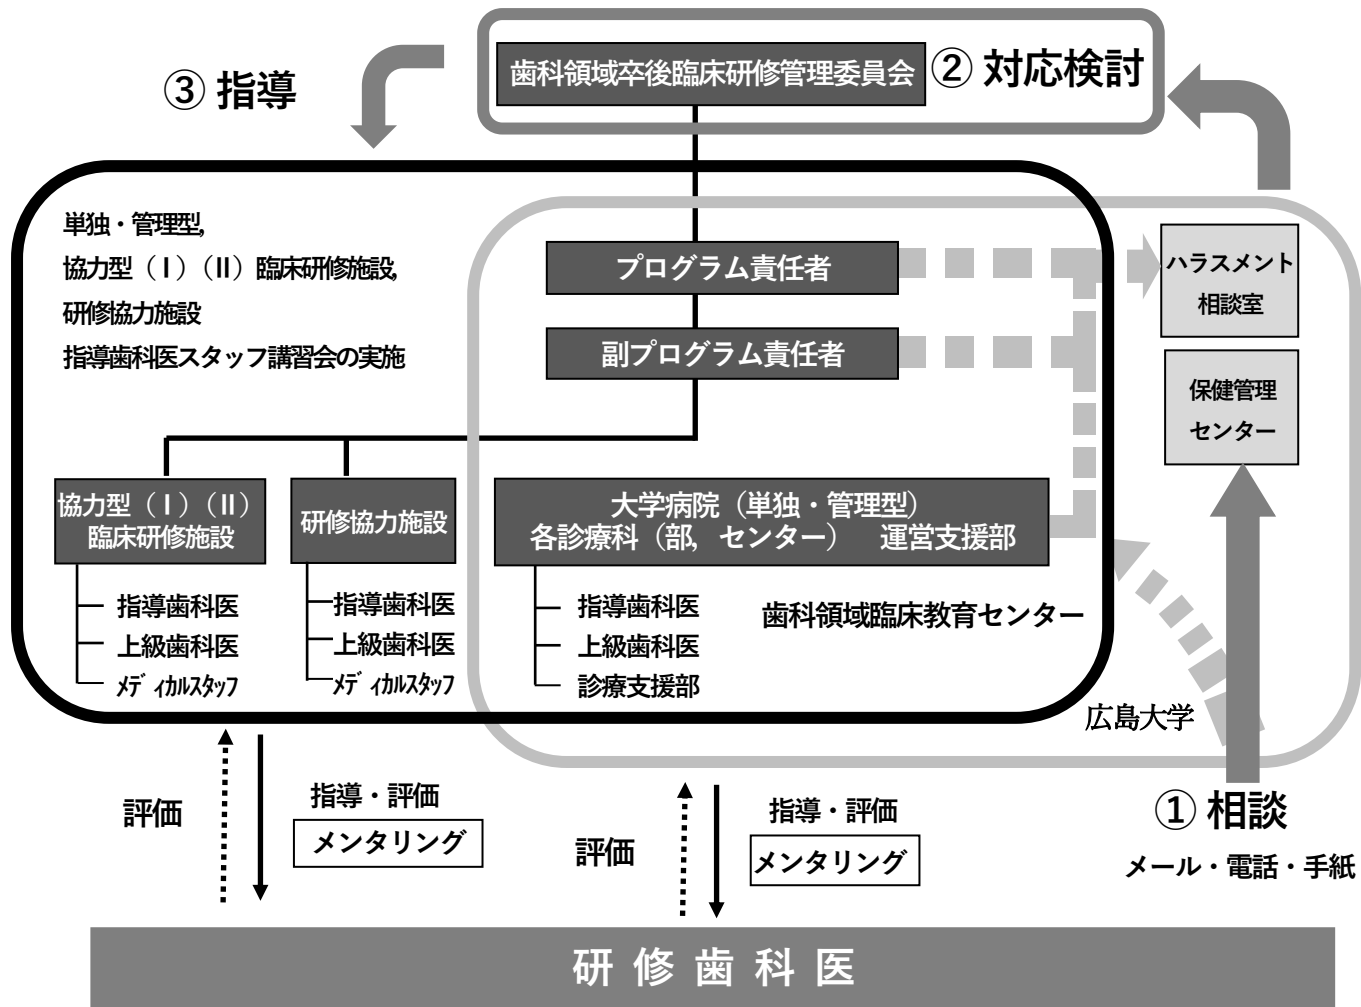 歯科領域卒後臨床研修管理委員会
② 対応検討
③ 指導
単独・管理型,
協力型（Ⅰ）（Ⅱ）臨床研修施設,
研修協力施設
指導歯科医スタッフ講習会の実施
プログラム責任者
副プログラム責任者
ハラスメント
相談室
保健管理
センター
協力型（Ⅰ）（Ⅱ）
臨床研修施設
指導歯科医
上級歯科医
ﾒﾃﾞｨｶﾙｽﾀｯﾌ
研修協力施設
指導歯科医
上級歯科医
ﾒﾃﾞｨｶﾙｽﾀｯﾌ
大学病院（単独・管理型）
各診療科（部，センター）　運営支援部
指導歯科医
上級歯科医
診療支援部
歯科領域臨床教育センター
広島大学
評価
指導・評価
メンタリング
評価
指導・評価
メンタリング
① 相談
メール・電話・手紙
研修歯科医